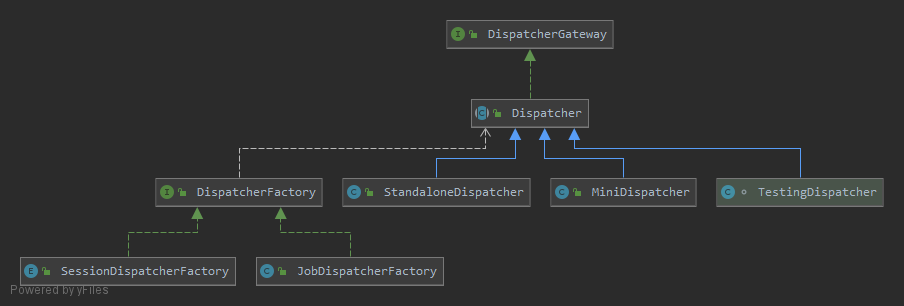 DispatcherGateway
Dispatcher
DispatcherFactory
StandaloneDispatcher
MiniDispatcher
TestingDispatcher
SessionDispatcherFactory
JobDispatcherFactory
Powered by yFiles